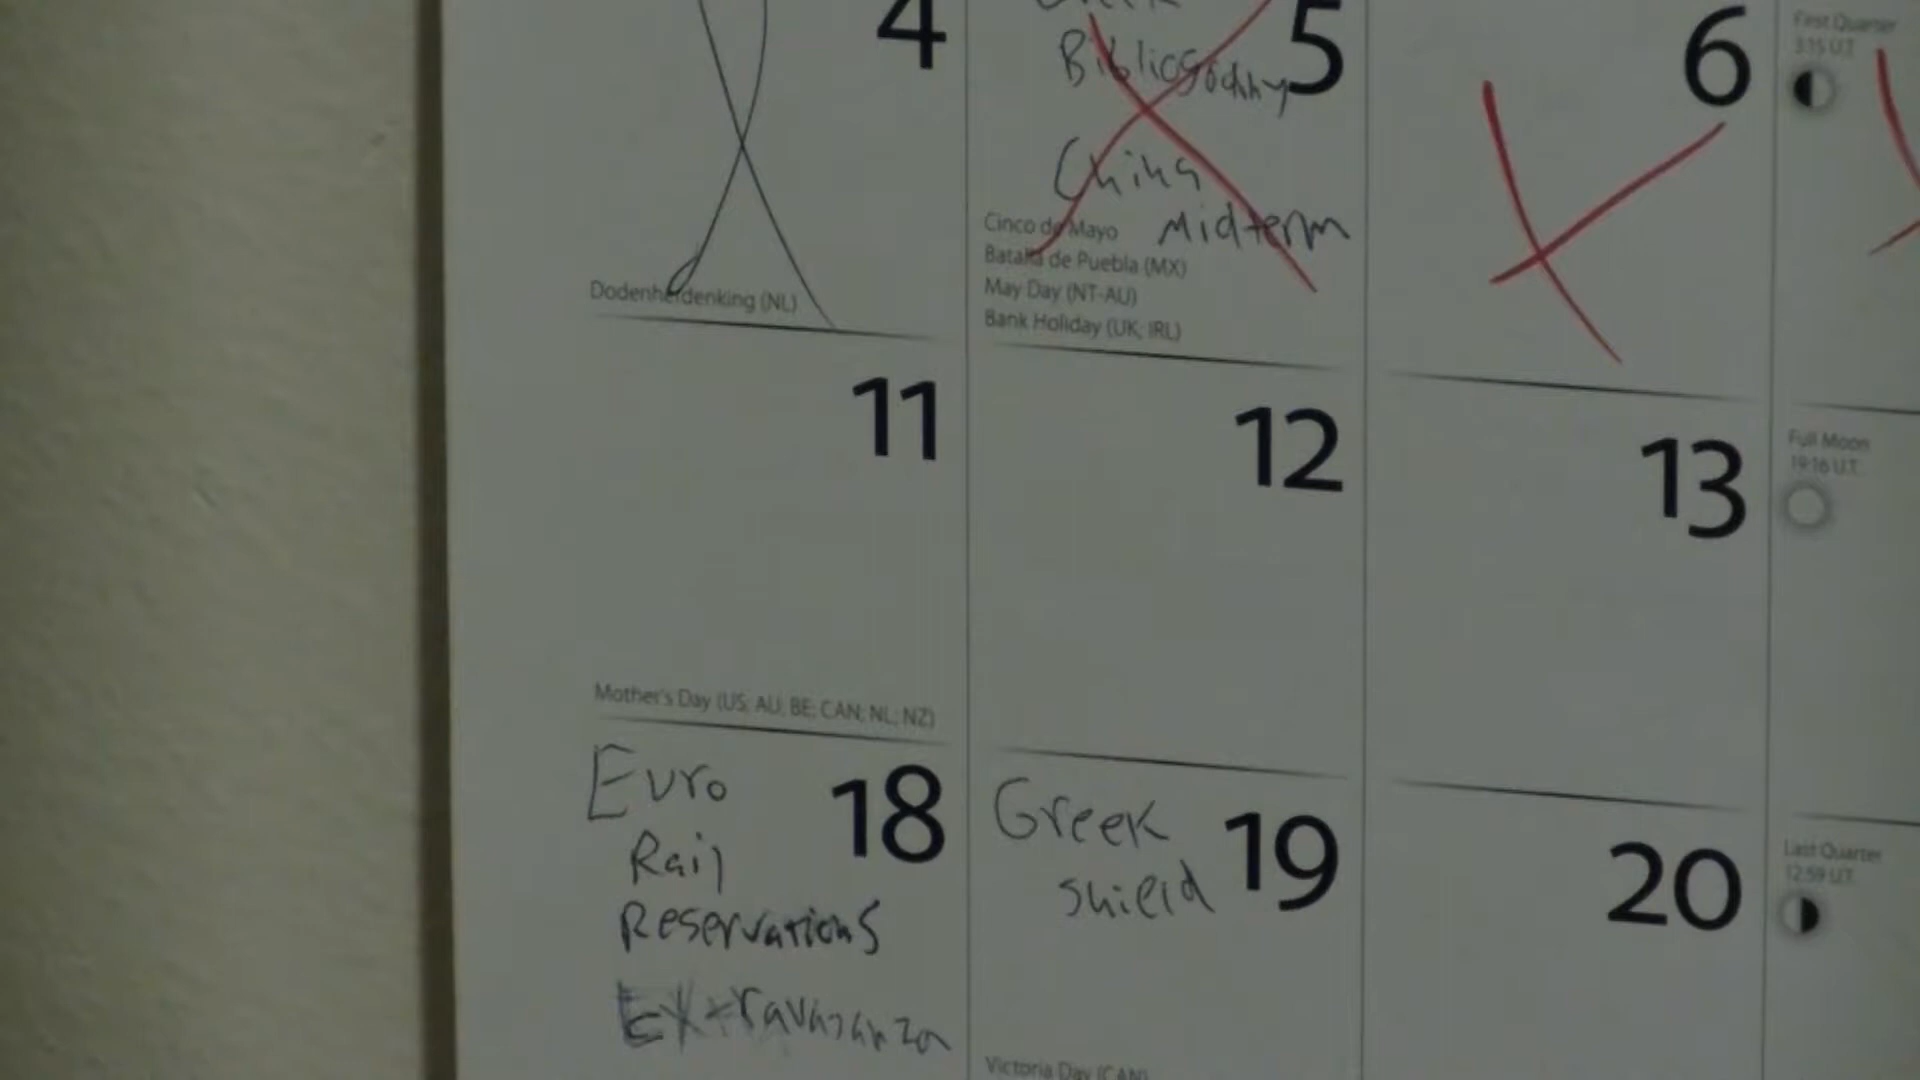 4
5
6
First Quarter
3:15 U.T.
China
Midterm
Cinco de Mayo
Batalla de Puebla (MX)
May Day (NT-AU)
Bank Holiday (UK; IRL)
Dodenherdenking (NL)
11
12
13
Full Moon
19:16 U.T.
Mother's Day (US; AU; BE; CAN; NL; NZ)
Euro
Rail
Reservations
Extravaganza
18
Greek
shield
19
20
Last Quarter
12:59 U.T.
Victoria Day (CAN)